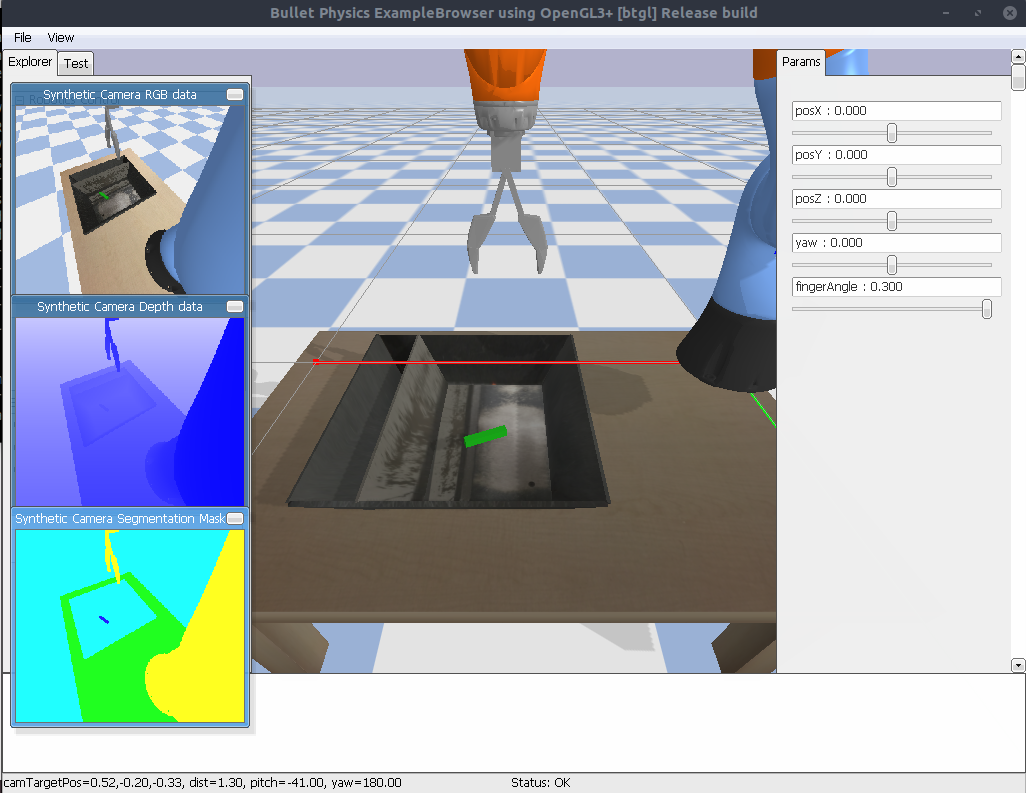 Bullet Physics ExampleBrowser using OpenGL3+ [btgl] Release build
File View
Explorer Test
Params
Synthetic Camera RGB data
posX : 0.000
posY : 0.000
posZ : 0.000
yaw : 0.000
fingerAngle : 0.300
Synthetic Camera Depth data
Synthetic Camera Segmentation Mask
camTargetPos=0.52,-0.20,-0.33, dist=1.30, pitch=-41.00, yaw=180.00
Status: OK